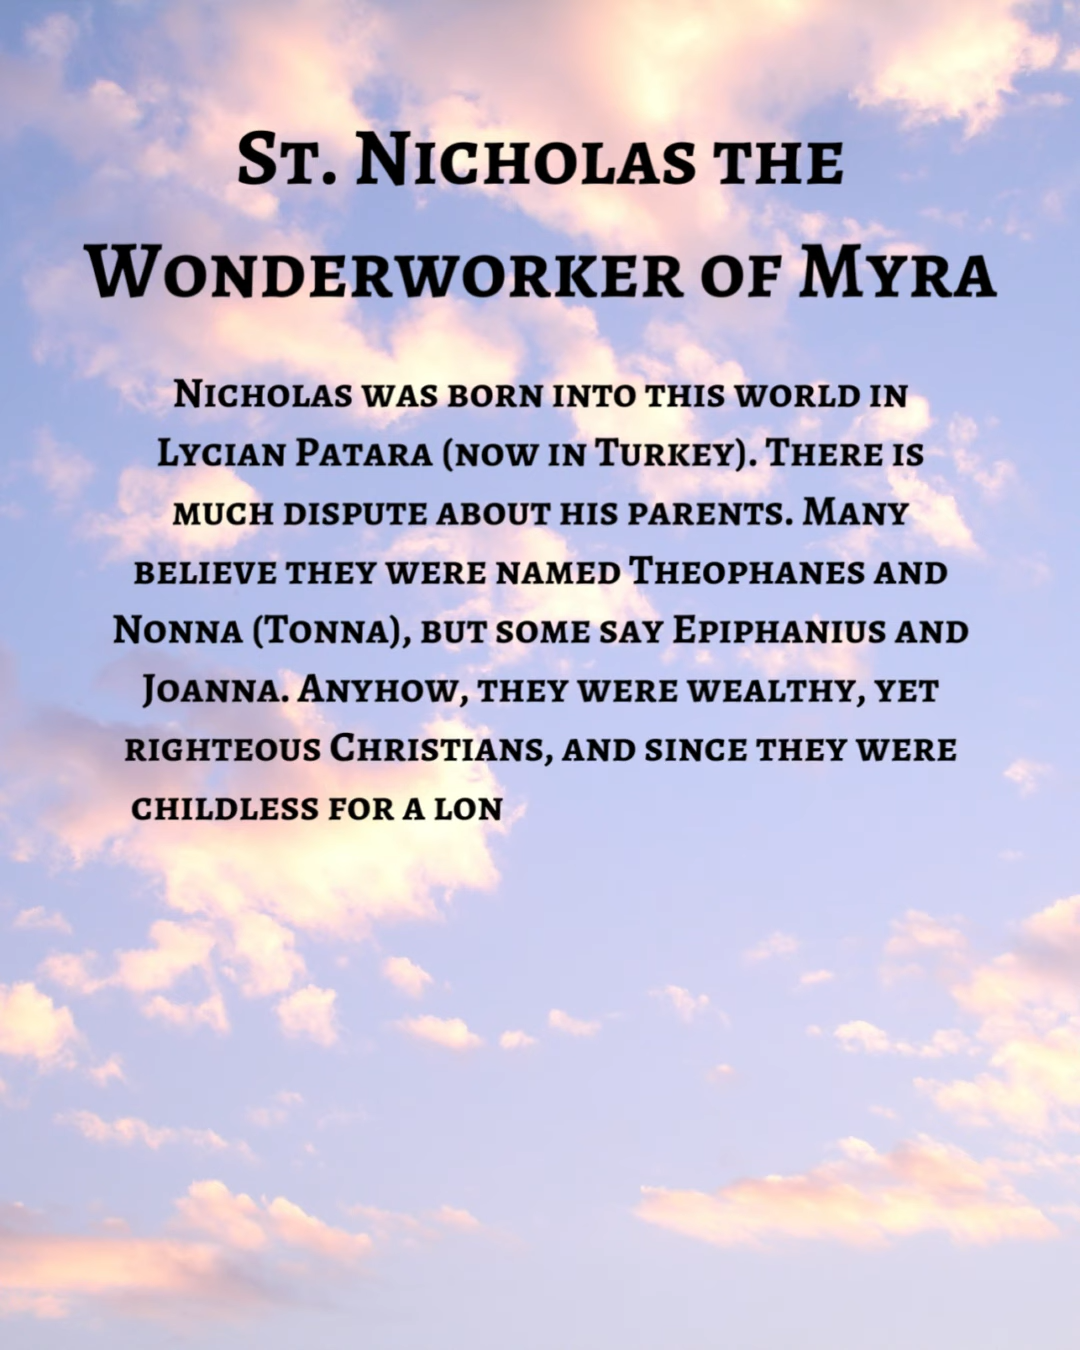 St. Nicholas the
Wonderworker of Myra
Nicholas was born into this world in
Lycian Patara (now in Turkey). There is
much dispute about his parents. Many
believe they were named Theophanes and
Nonna (Tonna), but some say Epiphanius and
Joanna. Anyhow, they were wealthy, yet
righteous Christians, and since they were
childless for a lon